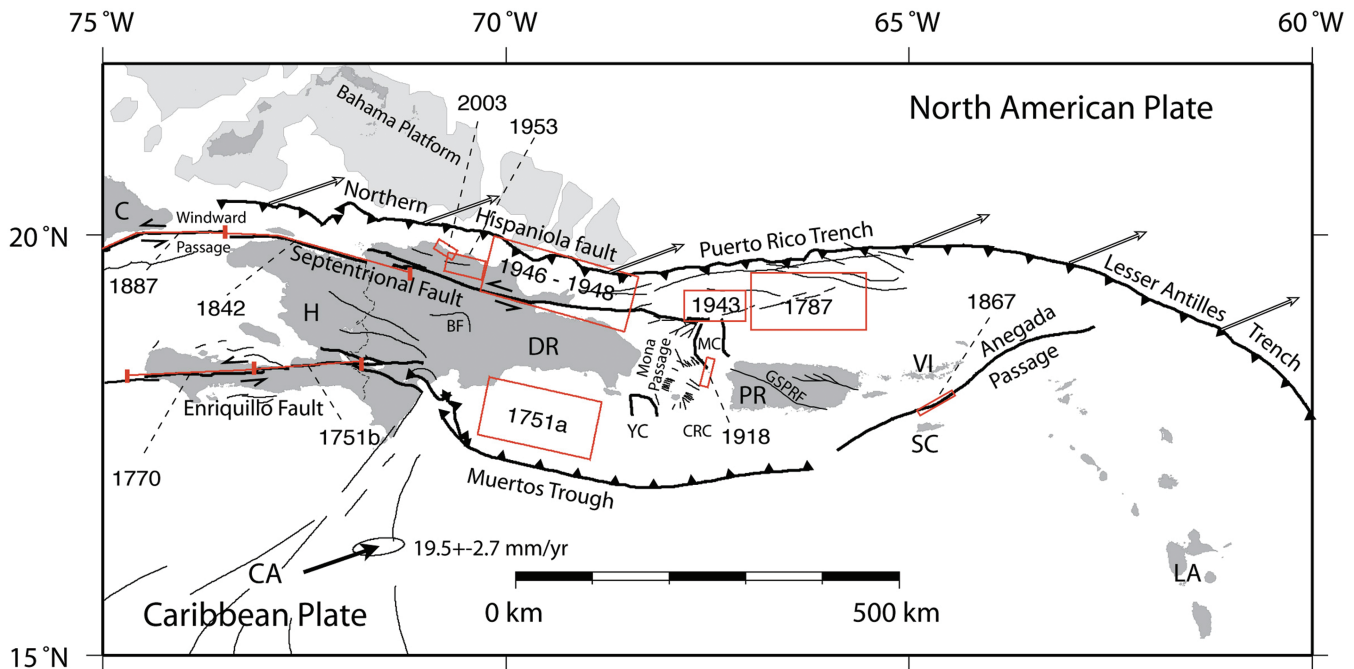 75°W
70°W
65°W
60°W
2003
1953
Bahama Platform
North American Plate
Northern
Hispaniola fault
C
Windward
Passage
20°N
Puerto Rico Trench
Lesser Antilles
Trench
1887
Septentrional Fault
1946 - 1948
1943
1787
1867
1842
H
BF
DR
Mona
Passage
MC
Anegada
Passage
VI
PR
GSPRF
Enriquillo Fault
1751a
1751b
YC
CRC
1918
SC
1770
Muertos Trough
19.5+-2.7 mm/yr
CA
LA
Caribbean Plate
0 km
500 km
15°N